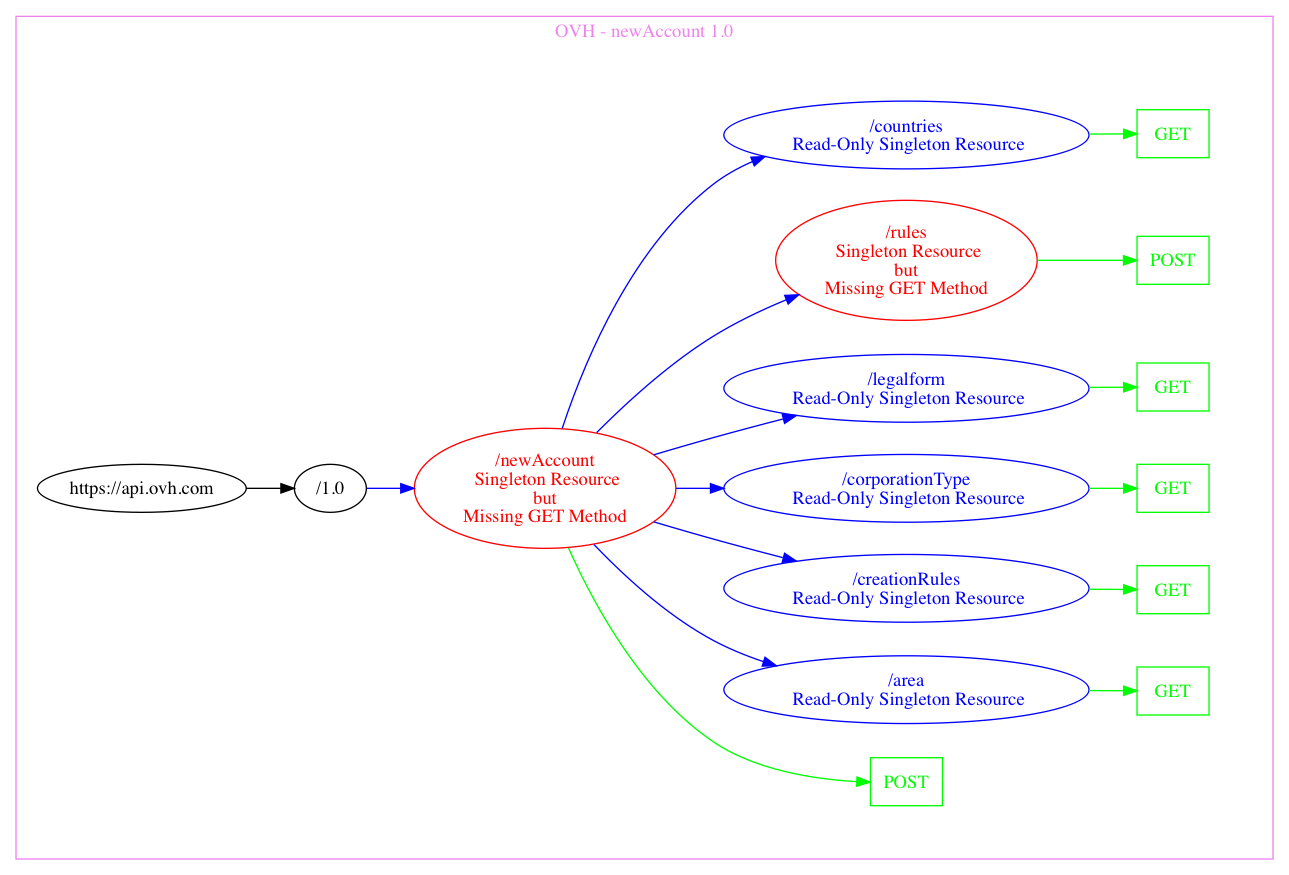 OVH - newAccount 1.0
/countries
Read-Only Singleton Resource
GET
/rules
Singleton Resource
but
Missing GET Method
POST
/legalform
Read-Only Singleton Resource
GET
https://api.ovh.com
/1.0
/newAccount
Singleton Resource
but
Missing GET Method
/corporationType
Read-Only Singleton Resource
GET
/creationRules
Read-Only Singleton Resource
GET
/area
Read-Only Singleton Resource
GET
POST